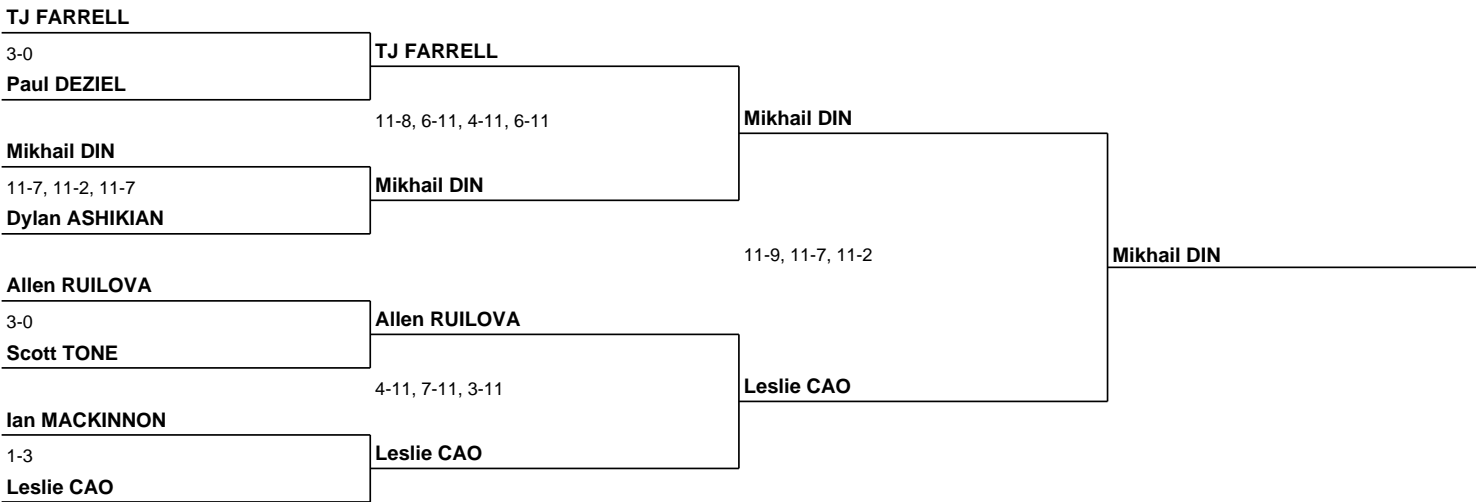 TJ FARRELL
3-0
Paul DEZIEL
Mikhail DIN
11-7, 11-2, 11-7
Dylan ASHIKIAN
Allen RUILOVA
3-0
Scott TONE
Ian MACKINNON
1-3
Leslie CAO
TJ FARRELL
11-8, 6-11, 4-11, 6-11
Mikhail DIN
Allen RUILOVA
4-11, 7-11, 3-11
Leslie CAO
Mikhail DIN
11-9, 11-7, 11-2
Leslie CAO
Mikhail DIN